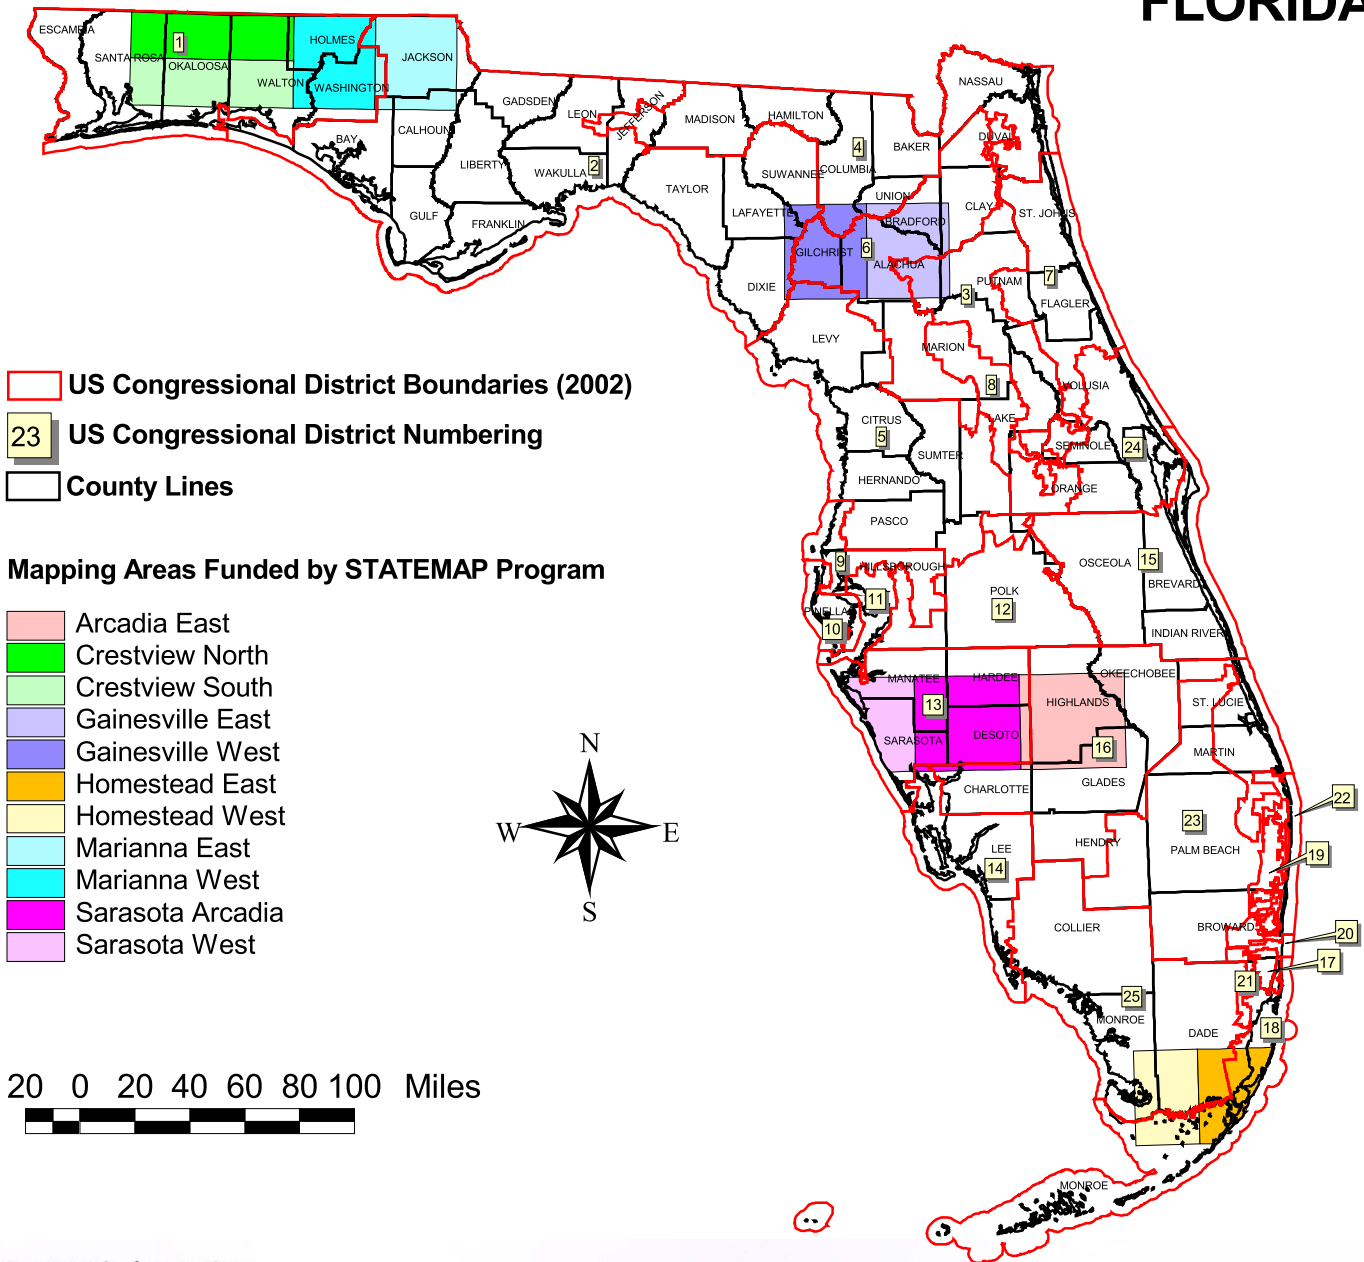 FLORIDA
ESCAMBIA
SANTA ROSA
1
OKALOOSA
WALTON
HOLMES
WASHINGTON
JACKSON
BAY
CALHOUN
GULF
LIBERTY
GADSDEN
FRANKLIN
LEON
WAKULLA
2
JEFFERSON
MADISON
TAYLOR
HAMILTON
SUWANNEE
LAFAYETTE
DIXIE
4
COLUMBIA
BAKER
NASSAU
DUVAL
UNION
BRADFORD
CLAY
ST. JOHNS
GILCHRIST
6
ALACHUA
3
PUTNAM
7
FLAGLER
LEVY
MARION
8
VOLUSIA
CITRUS
5
LAKE
SUMTER
SEMINOLE
24
HERNANDO
ORANGE
PASCO
9
HILLSBOROUGH
11
PINELLAS
10
POLK
12
OSCEOLA
15
BREVARD
INDIAN RIVER
MANATEE
HARDEE
OKEECHOBEE
13
HIGHLANDS
ST. LUCIE
SARASOTA
DESOTO
16
MARTIN
CHARLOTTE
GLADES
22
23
PALM BEACH
LEE
14
HENDRY
19
COLLIER
BROWARD
20
17
21
25
MONROE
DADE
18
MONROE
US Congressional District Boundaries (2002)
23 US Congressional District Numbering
County Lines
Mapping Areas Funded by STATEMAP Program
Arcadia East
Crestview North
Crestview South
Gainesville East
Gainesville West
Homestead East
Homestead West
Marianna East
Marianna West
Sarasota Arcadia
Sarasota West
N
W E
S
20 0 20 40 60 80 100 Miles